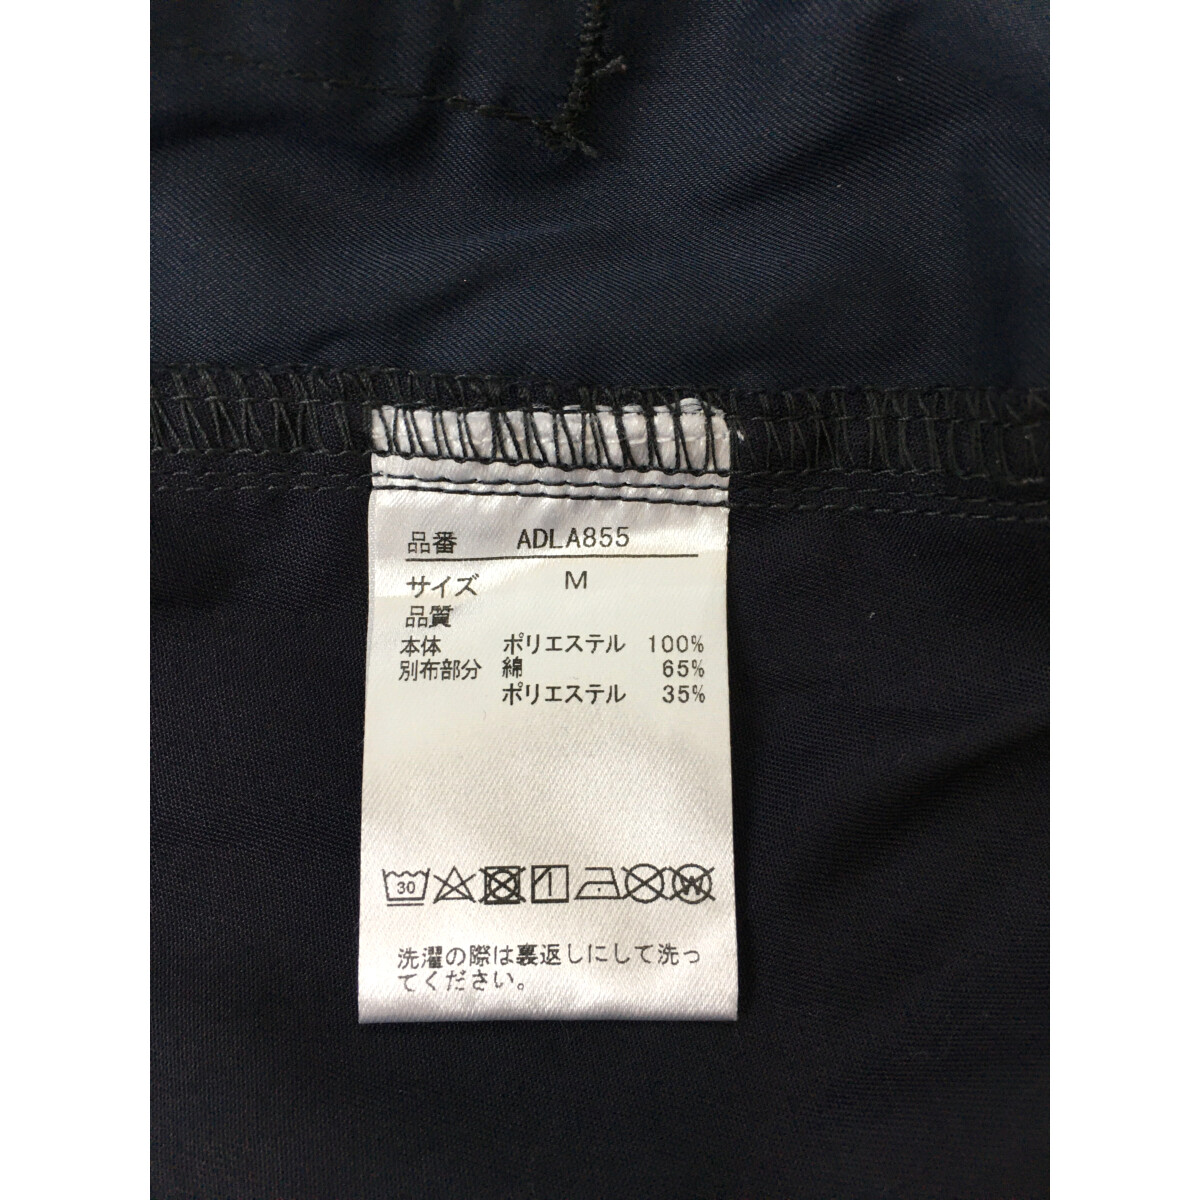 品番 ADLA855
サイズ M
品質
本体 ポリエステル 100%
別布部分 綿 65%
ポリエステル 35%
30 W
洗濯の際は裏返しにして洗っ
てください。